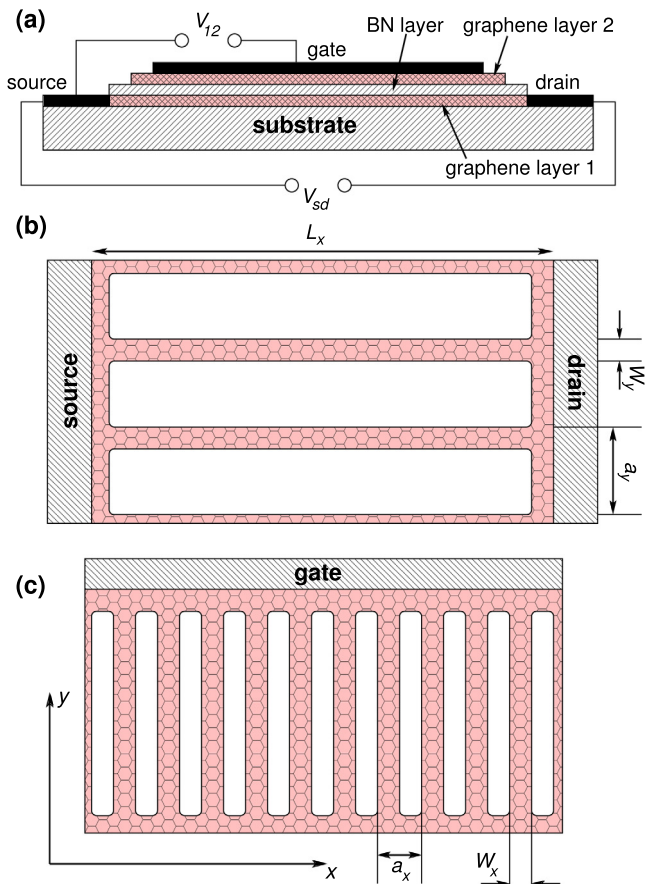 (a)
V12
gate
BN layer
graphene layer 2
source
drain
substrate
graphene layer 1
Vsd
(b)
Lx
source
drain
Wy
ay
(c)
gate
y
x
ax
Wx